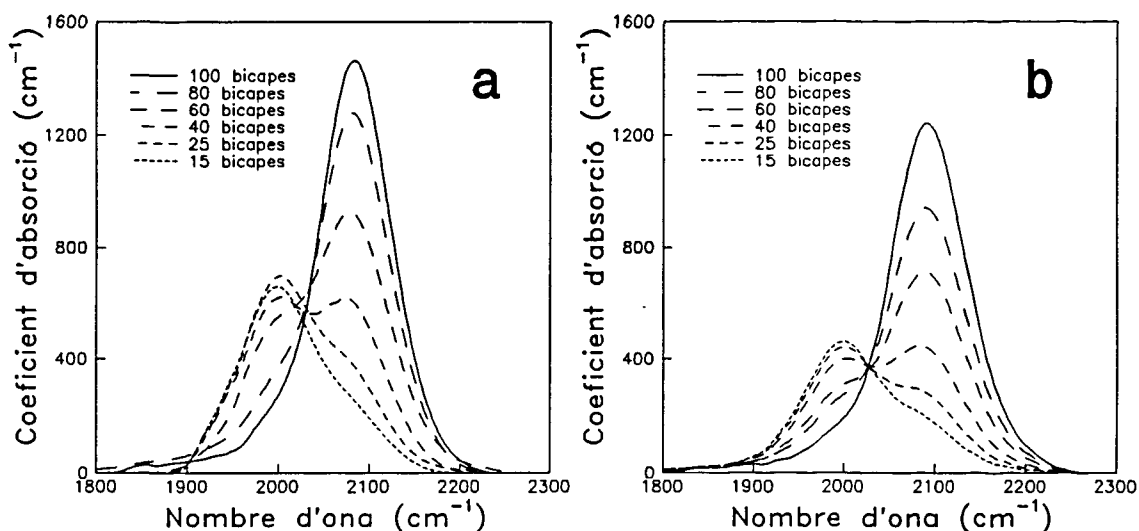 1600
1200
800
400
0
Coeficient d'absorció (cm⁻¹)
100 bicapes
80 bicapes
60 bicapes
40 bicapes
25 bicapes
15 bicapes
a
1800 1900 2000 2100 2200 2300
Nombre d'ona (cm⁻¹)
1600
1200
800
400
0
Coeficient d'absorció (cm⁻¹)
100 bicapes
80 bicapes
60 bicapes
40 bicapes
25 bicapes
15 bicapes
b
1800 1900 2000 2100 2200 2300
Nombre d'ona (cm⁻¹)